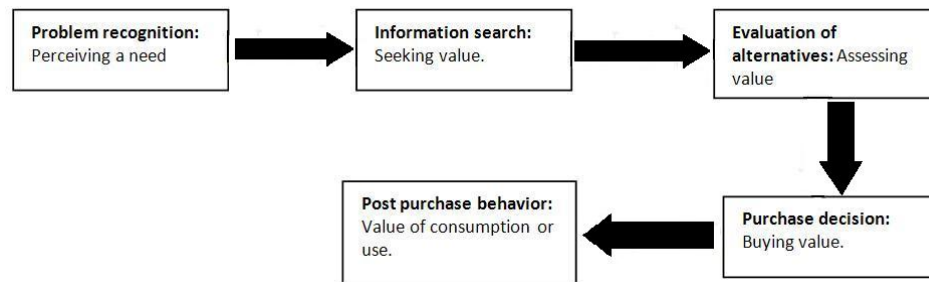 Problem recognition:
Perceiving a need
Information search:
Seeking value.
Evaluation of
alternatives: Assessing
value
Purchase decision:
Buying value.
Post purchase behavior:
Value of consumption or
use.